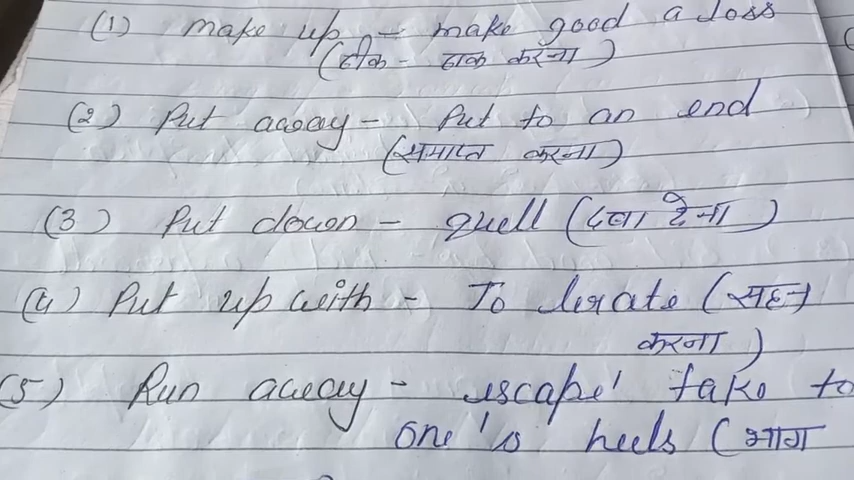 (1) make up - make good a loss
(ठीक - ठाक करना)
(2) Put away - Put to an end
(समाप्त करना)
(3) Put down - quell (दबा देना)
(4) Put up with - To lerate (सहन
करना)
(5) Run away - escape' take to
one's heels (भाग